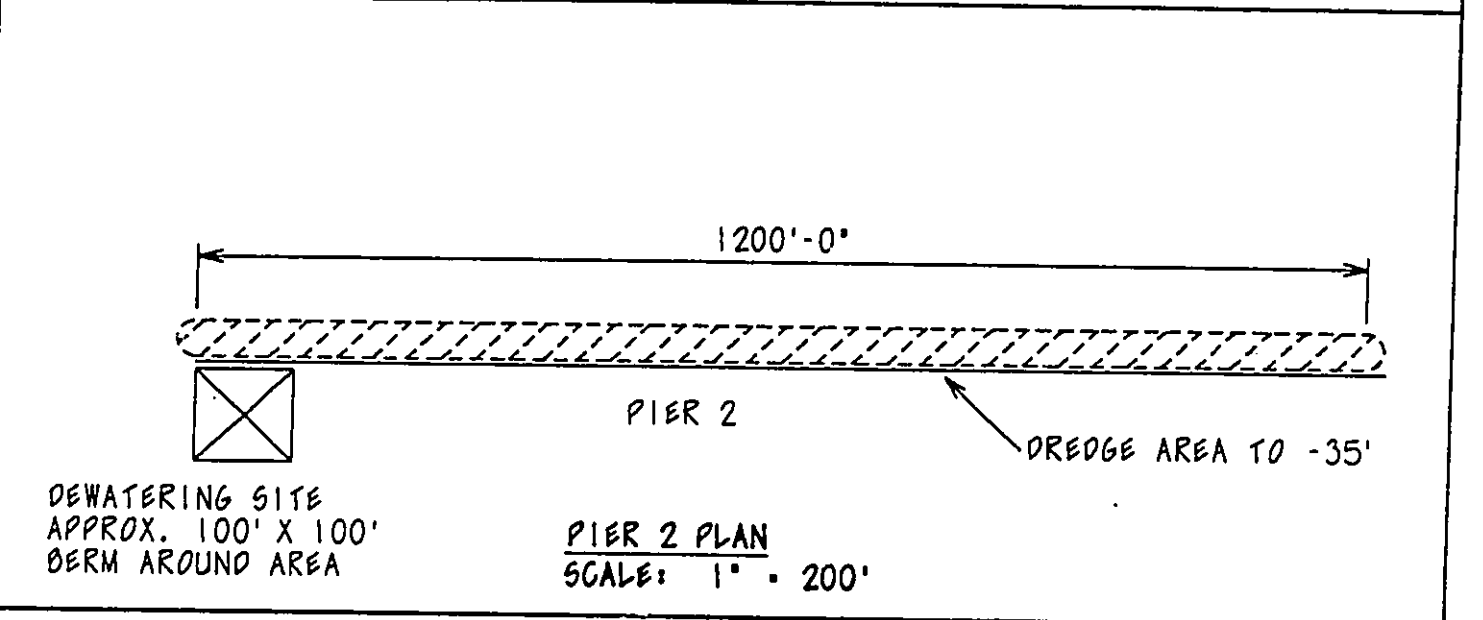 1200'-0"
PIER 2
DREDGE AREA TO -35'
DEWATERING SITE
APPROX. 100' X 100'
BERM AROUND AREA
PIER 2 PLAN
SCALE: 1" = 200'